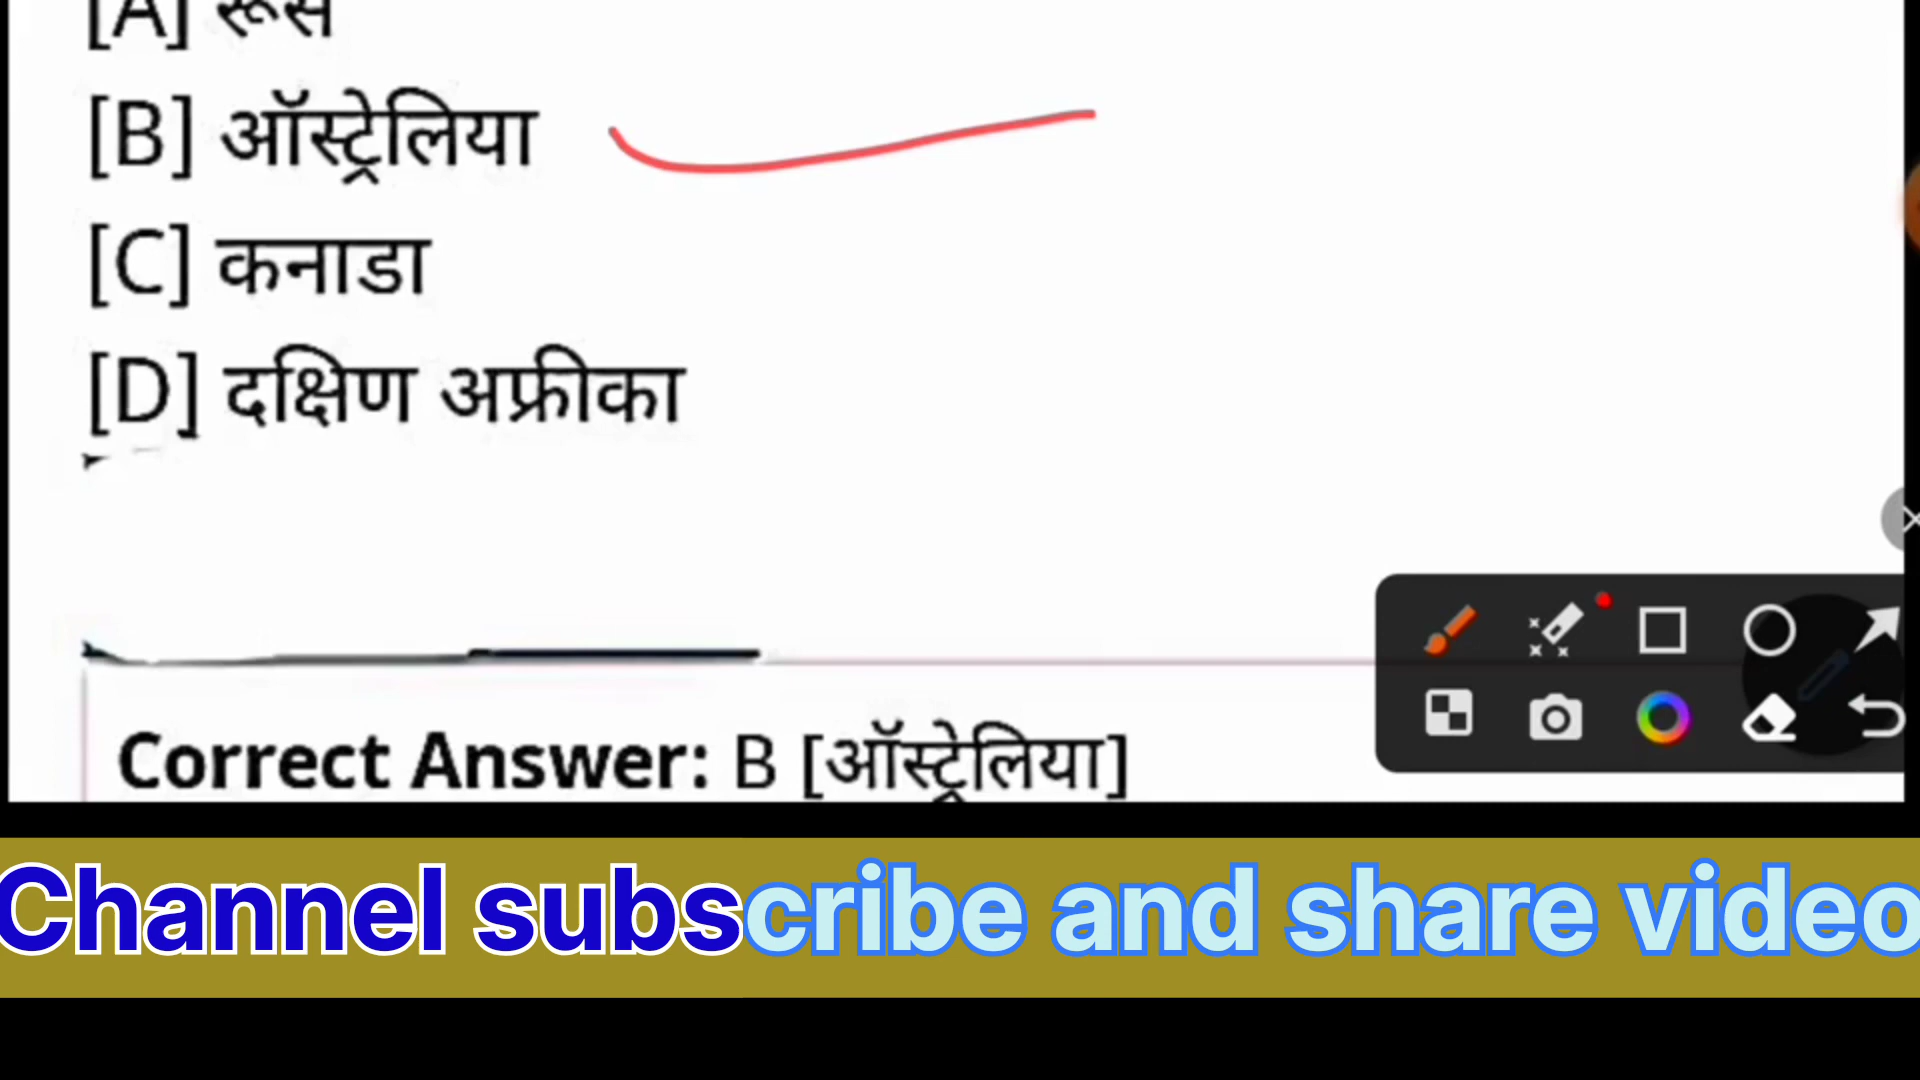 [A] रूस
[B] ऑस्ट्रेलिया
[C] कनाडा
[D] दक्षिण अफ्रीका
Correct Answer: B [ऑस्ट्रेलिया]
Channel subscribe and share video